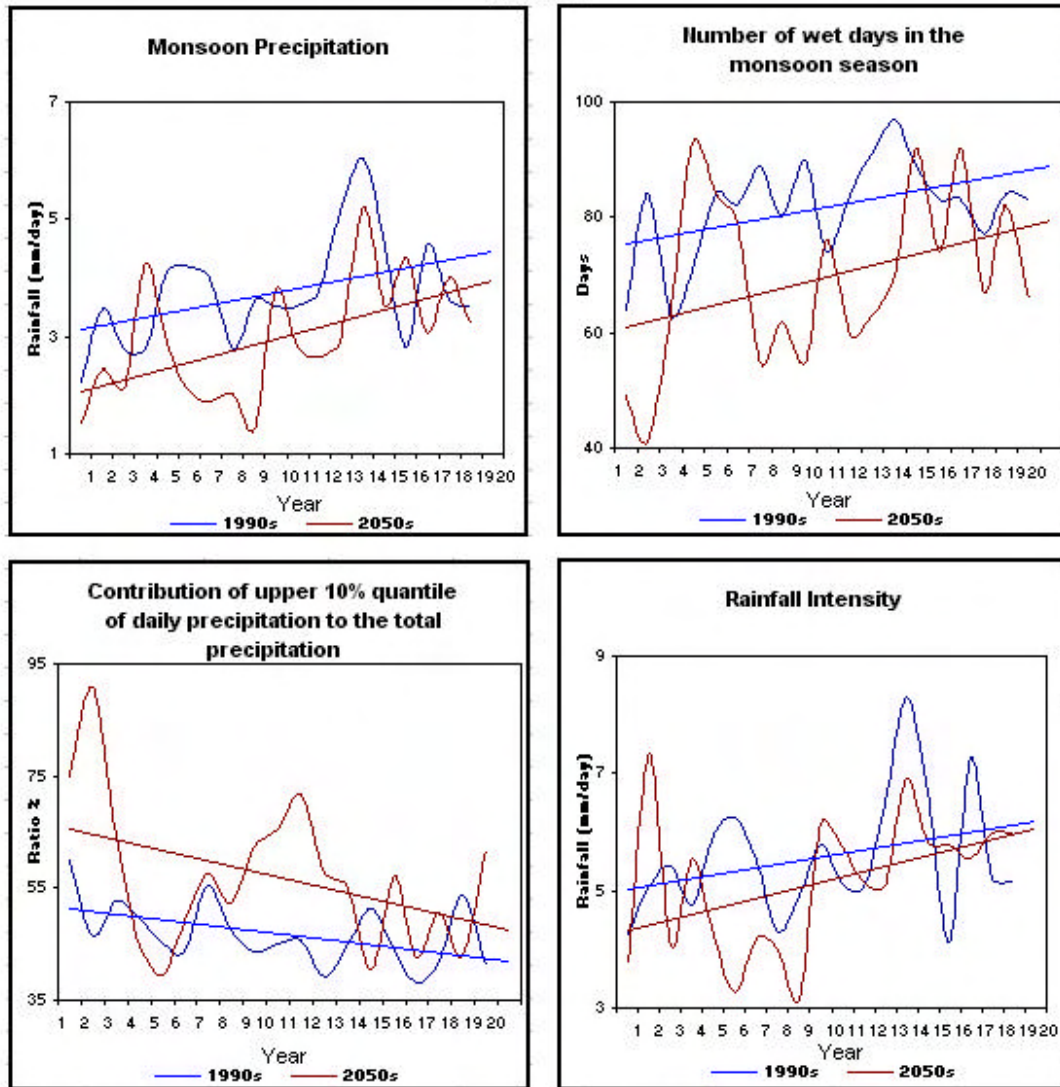 Monsoon Precipitation
7
5
3
1
Rainfall (mm/day)
1 2 3 4 5 6 7 8 9 10 11 12 13 14 15 16 17 18 19 20
Year
1990s 2050s
Number of wet days in the
monsoon season
100
80
60
40
Days
1 2 3 4 5 6 7 8 9 10 11 12 13 14 15 16 17 18 19 20
Year
1990s 2050s
Contribution of upper 10% quantile
of daily precipitation to the total
precipitation
95
75
55
35
Ratio %
1 2 3 4 5 6 7 8 9 10 11 12 13 14 15 16 17 18 19 20
Year
1990s 2050s
Rainfall Intensity
9
7
5
3
Rainfall (mm/day)
1 2 3 4 5 6 7 8 9 10 11 12 13 14 15 16 17 18 19 20
Year
1990s 2050s